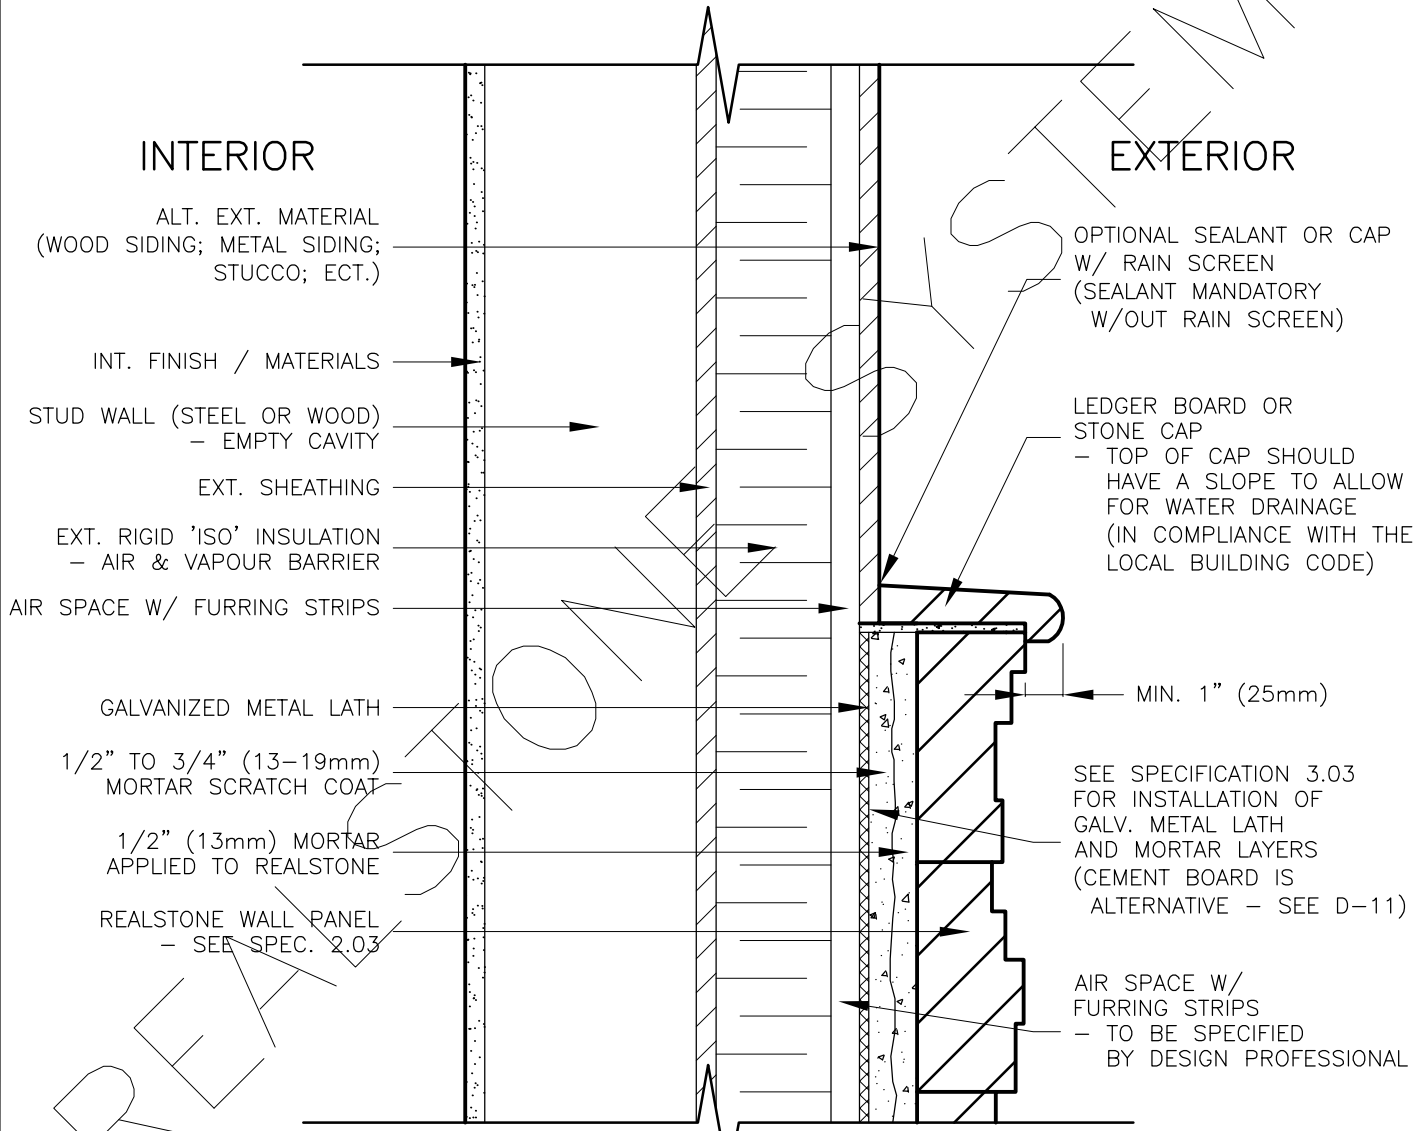 INTERIOR
ALT. EXT. MATERIAL
(WOOD SIDING; METAL SIDING;
STUCCO; ECT.)
INT. FINISH / MATERIALS
STUD WALL (STEEL OR WOOD)
– EMPTY CAVITY
EXT. SHEATHING
EXT. RIGID 'ISO' INSULATION
– AIR & VAPOUR BARRIER
AIR SPACE W/ FURRING STRIPS
GALVANIZED METAL LATH
1/2" TO 3/4" (13–19mm)
MORTAR SCRATCH COAT
1/2" (13mm) MORTAR
APPLIED TO REALSTONE
REALSTONE WALL PANEL
– SEE SPEC. 2.03
EXTERIOR
OPTIONAL SEALANT OR CAP
W/ RAIN SCREEN
(SEALANT MANDATORY
W/OUT RAIN SCREEN)
LEDGER BOARD OR
STONE CAP
– TOP OF CAP SHOULD
HAVE A SLOPE TO ALLOW
FOR WATER DRAINAGE
(IN COMPLIANCE WITH THE
LOCAL BUILDING CODE)
MIN. 1" (25mm)
SEE SPECIFICATION 3.03
FOR INSTALLATION OF
GALV. METAL LATH
AND MORTAR LAYERS
(CEMENT BOARD IS
ALTERNATIVE – SEE D–11)
AIR SPACE W/
FURRING STRIPS
– TO BE SPECIFIED
BY DESIGN PROFESSIONAL
REALSTONE SYSTEM